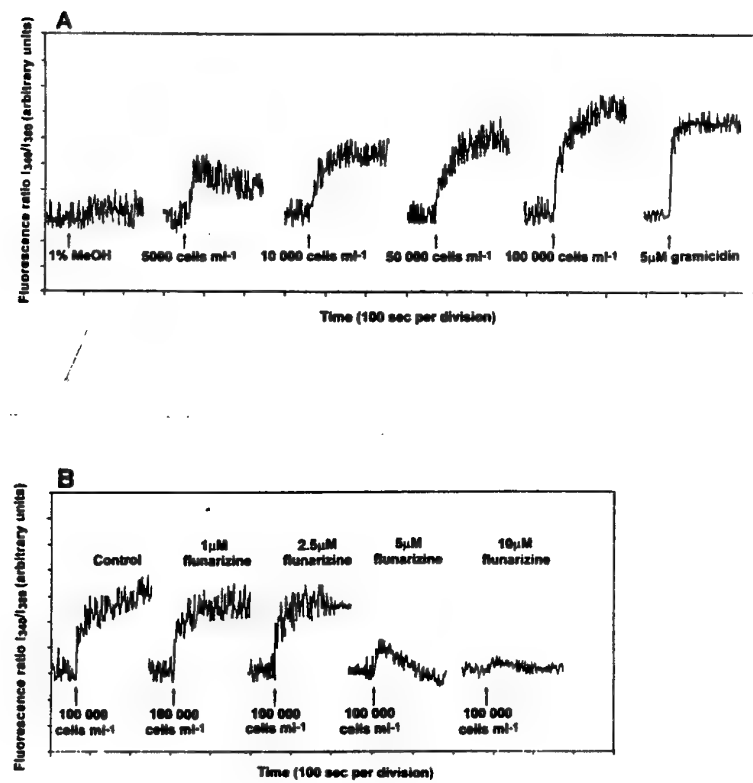 A
Fluorescence ratio I340/I380 (arbitrary units)
1% MeOH
5000 cells ml-1
10 000 cells ml-1
50 000 cells ml-1
100 000 cells ml-1
5μM gramicidin
Time (100 sec per division)
B
Fluorescence ratio I340/I380 (arbitrary units)
Control
1μM
flunarizine
2.5μM
flunarizine
5μM
flunarizine
10μM
flunarizine
100 000
cells ml-1
100 000
cells ml-1
100 000
cells ml-1
100 000
cells ml-1
100 000
cells ml-1
Time (100 sec per division)